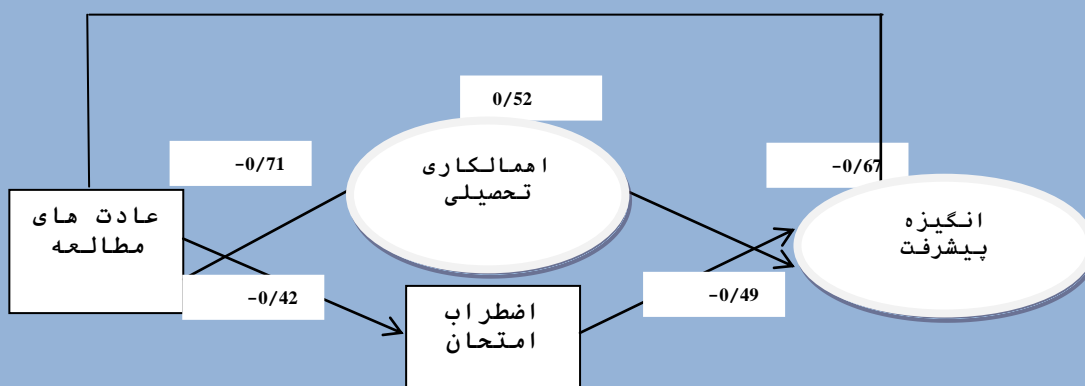 0/52
-0/71
-0/67
اهمالکاری
تحصیلی
عادت های
مطالعه
انگیزه
پیشرفت
-0/42
-0/49
اضطراب
امتحان